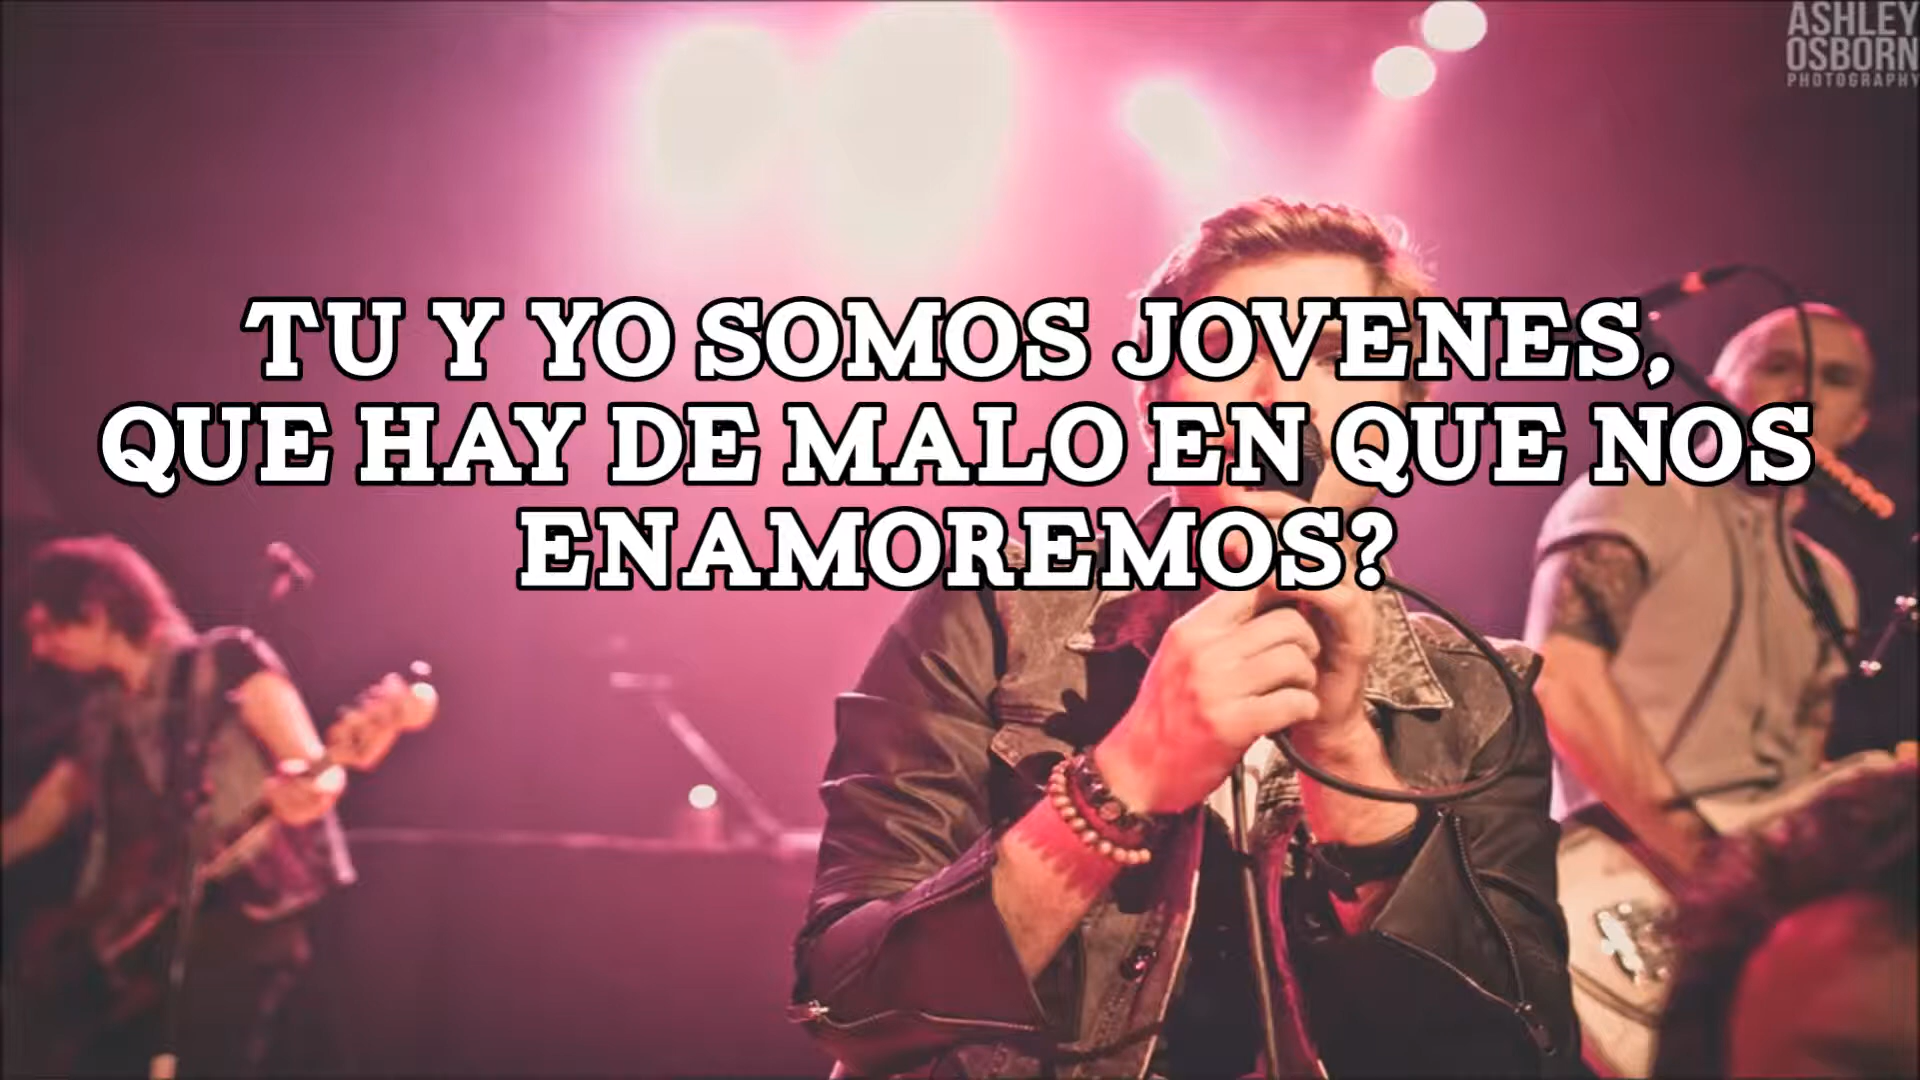 ASHLEY
OSBORN
PHOTOGRAPHY
TU Y YO SOMOS JOVENES,
QUE HAY DE MALO EN QUE NOS
ENAMOREMOS?